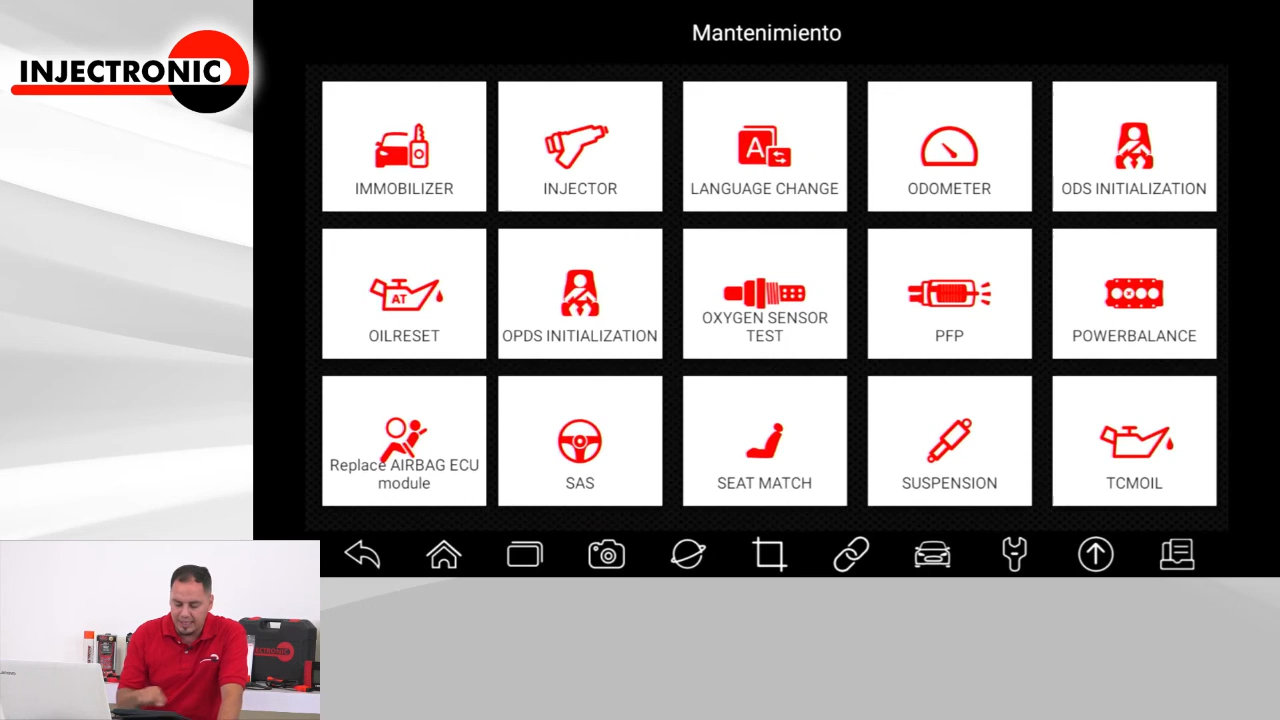 INJECTRONIC
Mantenimiento
IMMOBILIZER
INJECTOR
LANGUAGE CHANGE
ODOMETER
ODS INITIALIZATION
AT
OILRESET
OPDS INITIALIZATION
OXYGEN SENSOR
TEST
PFP
POWERBALANCE
Replace AIRBAG ECU
module
SAS
SEAT MATCH
SUSPENSION
TCMOIL